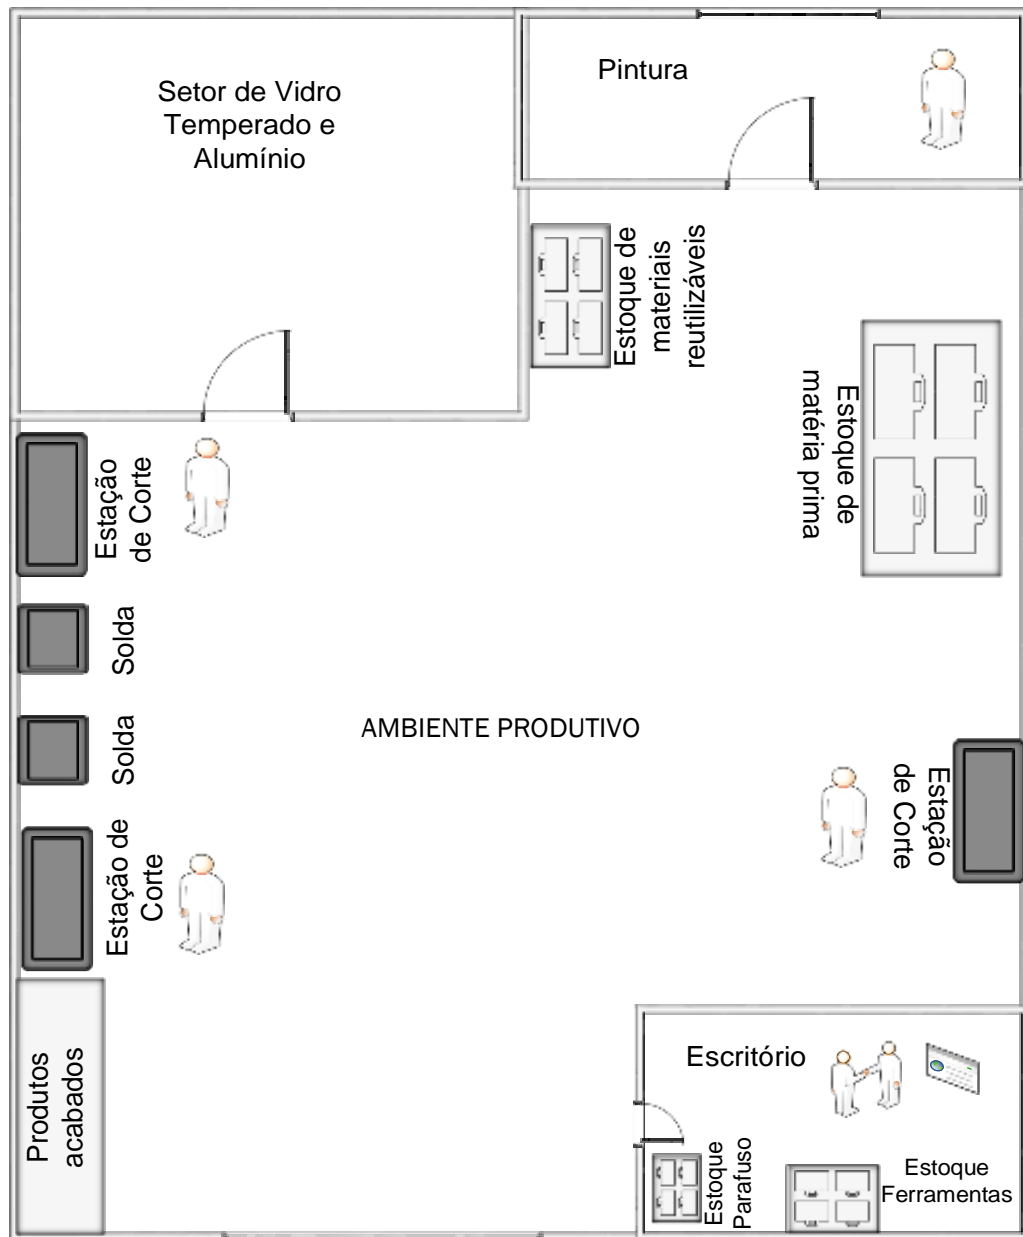 Setor de Vidro
Temperado e
Alumínio
Pintura
Estoque de
materiais
reutilizáveis
Estoque de
matéria prima
Estação
de Corte
Solda
Solda
AMBIENTE PRODUTIVO
Estação
de Corte
Estação de
Corte
Produtos
acabados
Escritório
Estoque
Parafuso
Estoque
Ferramentas